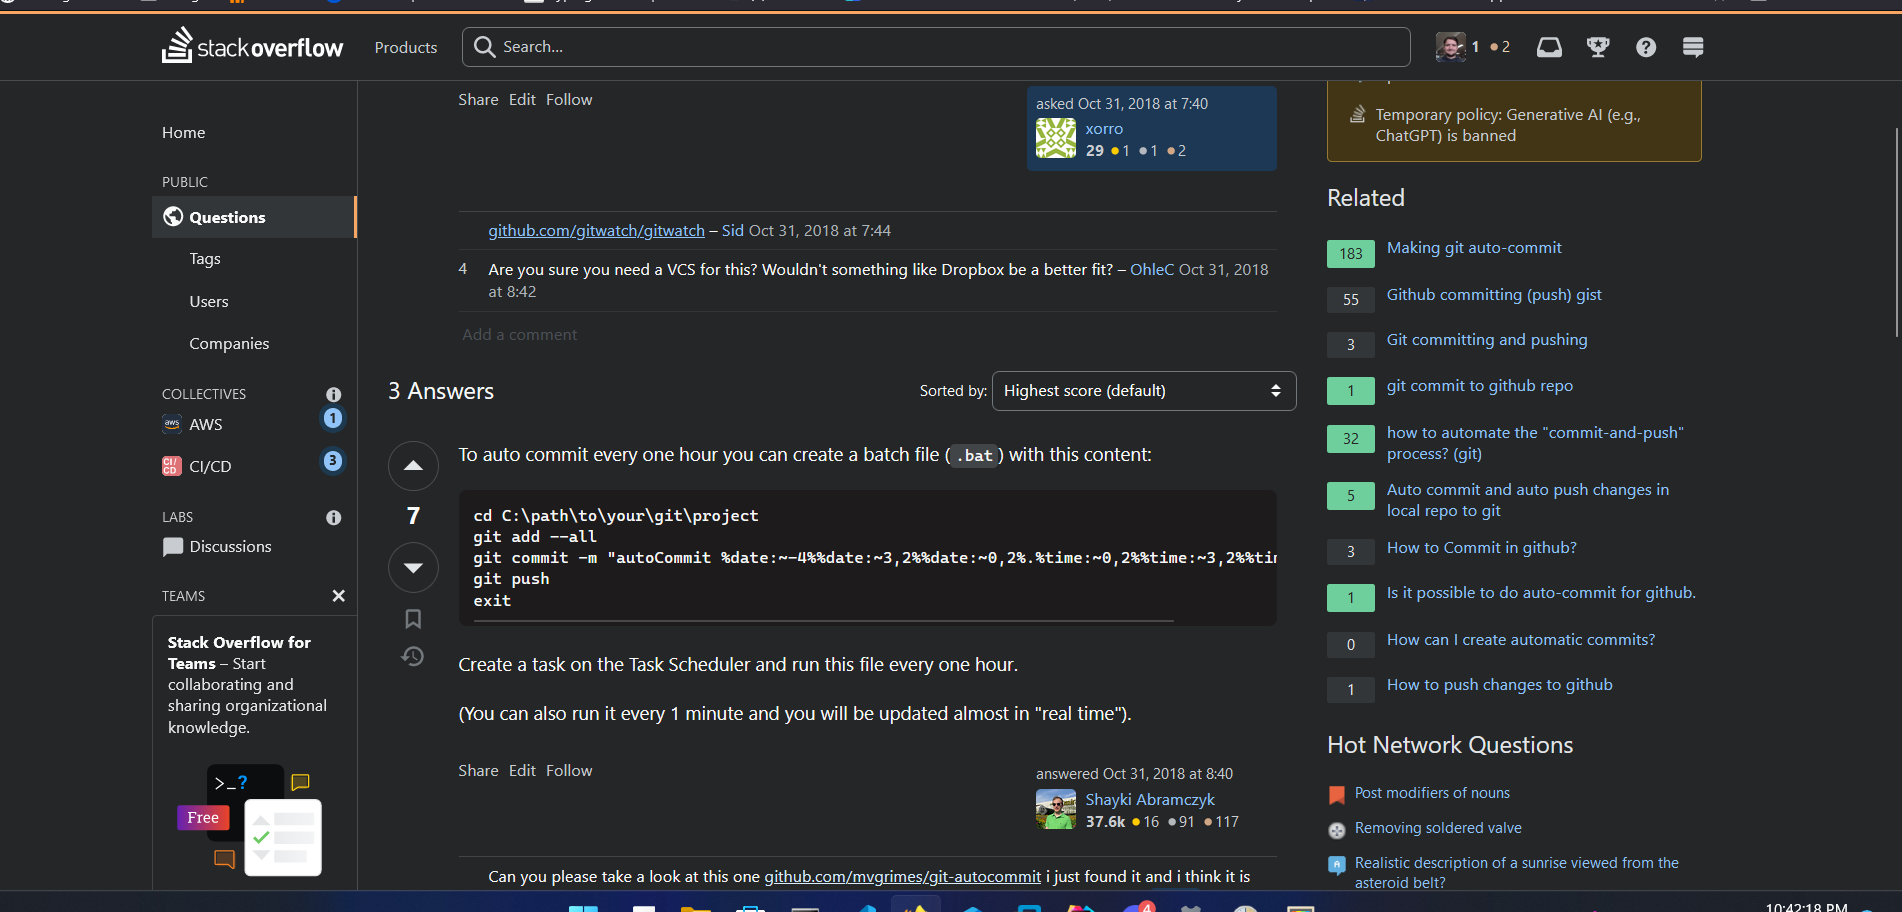 stackoverflow
Products
Search...
1 2
Share Edit Follow
asked Oct 31, 2018 at 7:40
xorro
29 1 1 2
Home
PUBLIC
Questions
Tags
Users
Companies
COLLECTIVES
aws AWS 1
CI/CD CI/CD 3
LABS
Discussions
TEAMS
Stack Overflow for
Teams – Start
collaborating and
sharing organizational
knowledge.
>_?
Free
github.com/gitwatch/gitwatch – Sid Oct 31, 2018 at 7:44
4 Are you sure you need a VCS for this? Wouldn't something like Dropbox be a better fit? – OhleC Oct 31, 2018
at 8:42
Add a comment
3 Answers
Sorted by: Highest score (default)
To auto commit every one hour you can create a batch file (.bat) with this content:
7
cd C:\path\to\your\git\project
git add --all
git commit -m "autoCommit %date:~-4%%date:~3,2%%date:~0,2%.%time:~0,2%%time:~3,2%%tim
git push
exit
Create a task on the Task Scheduler and run this file every one hour.
(You can also run it every 1 minute and you will be updated almost in "real time").
Share Edit Follow
answered Oct 31, 2018 at 8:40
Shayki Abramczyk
37.6k 16 91 117
Can you please take a look at this one github.com/mvgrimes/git-autocommit i just found it and i think it is
Temporary policy: Generative AI (e.g.,
ChatGPT) is banned
Related
183 Making git auto-commit
55 Github committing (push) gist
3 Git committing and pushing
1 git commit to github repo
32 how to automate the "commit-and-push"
process? (git)
5 Auto commit and auto push changes in
local repo to git
3 How to Commit in github?
1 Is it possible to do auto-commit for github.
0 How can I create automatic commits?
1 How to push changes to github
Hot Network Questions
Post modifiers of nouns
Removing soldered valve
Realistic description of a sunrise viewed from the
asteroid belt?
4
10:42:18 PM